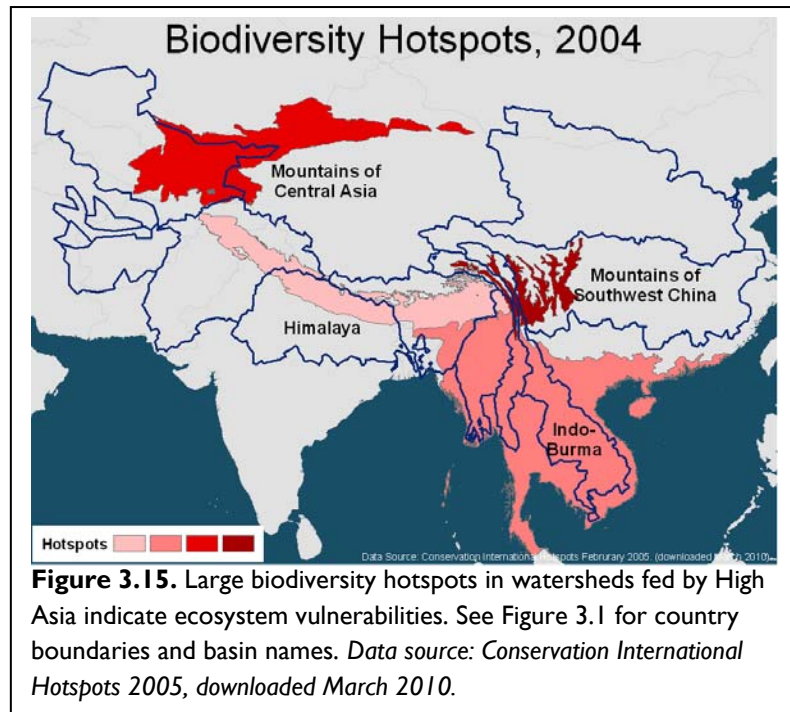 Biodiversity Hotspots, 2004
Mountains of
Central Asia
Mountains of
Southwest China
Himalaya
Indo-
Burma
Hotspots
Data Source: Conservation International Hotspots Februrary 2005. (downloaded March 2010)
Figure 3.15. Large biodiversity hotspots in watersheds fed by High
Asia indicate ecosystem vulnerabilities. See Figure 3.1 for country
boundaries and basin names. Data source: Conservation International
Hotspots 2005, downloaded March 2010.